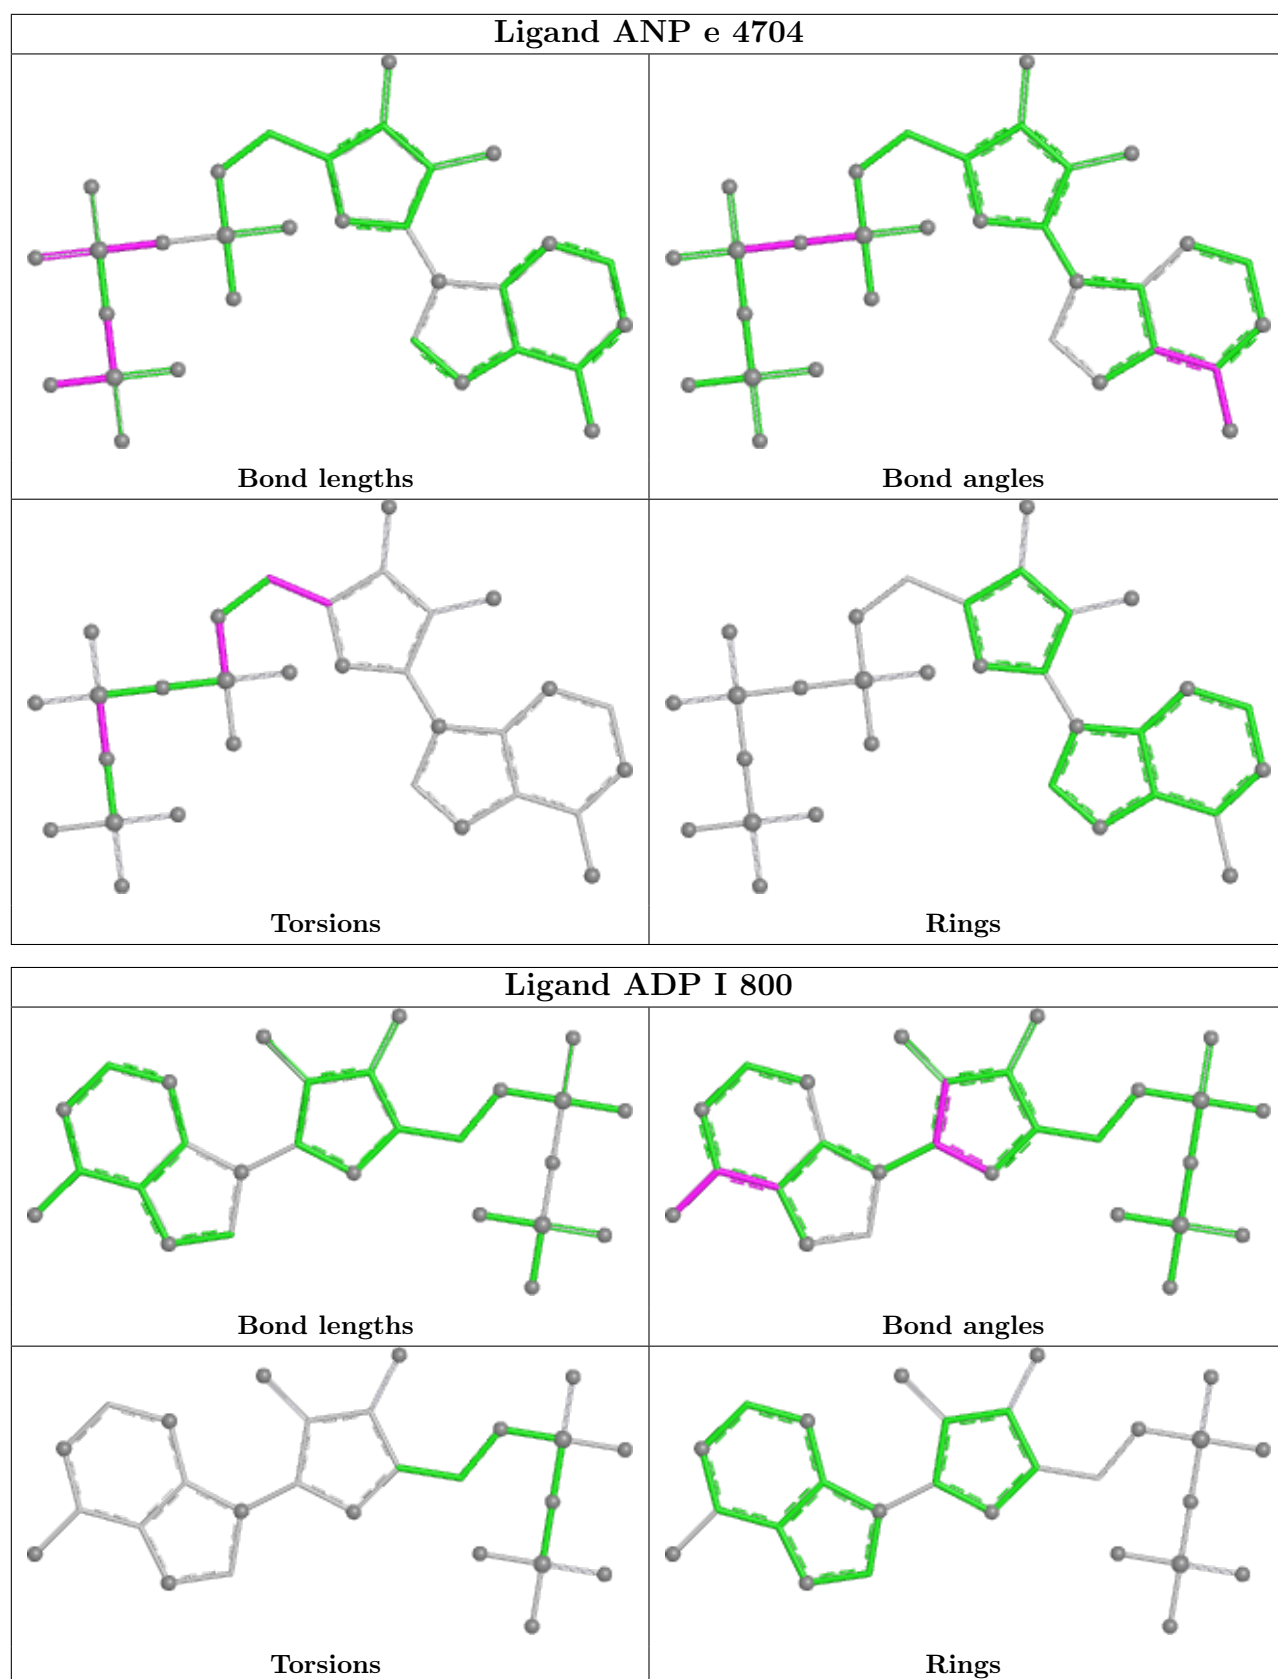 Ligand ANP e 4704
Bond lengths
Bond angles
Torsions
Rings
Ligand ADP I 800
Bond lengths
Bond angles
Torsions
Rings